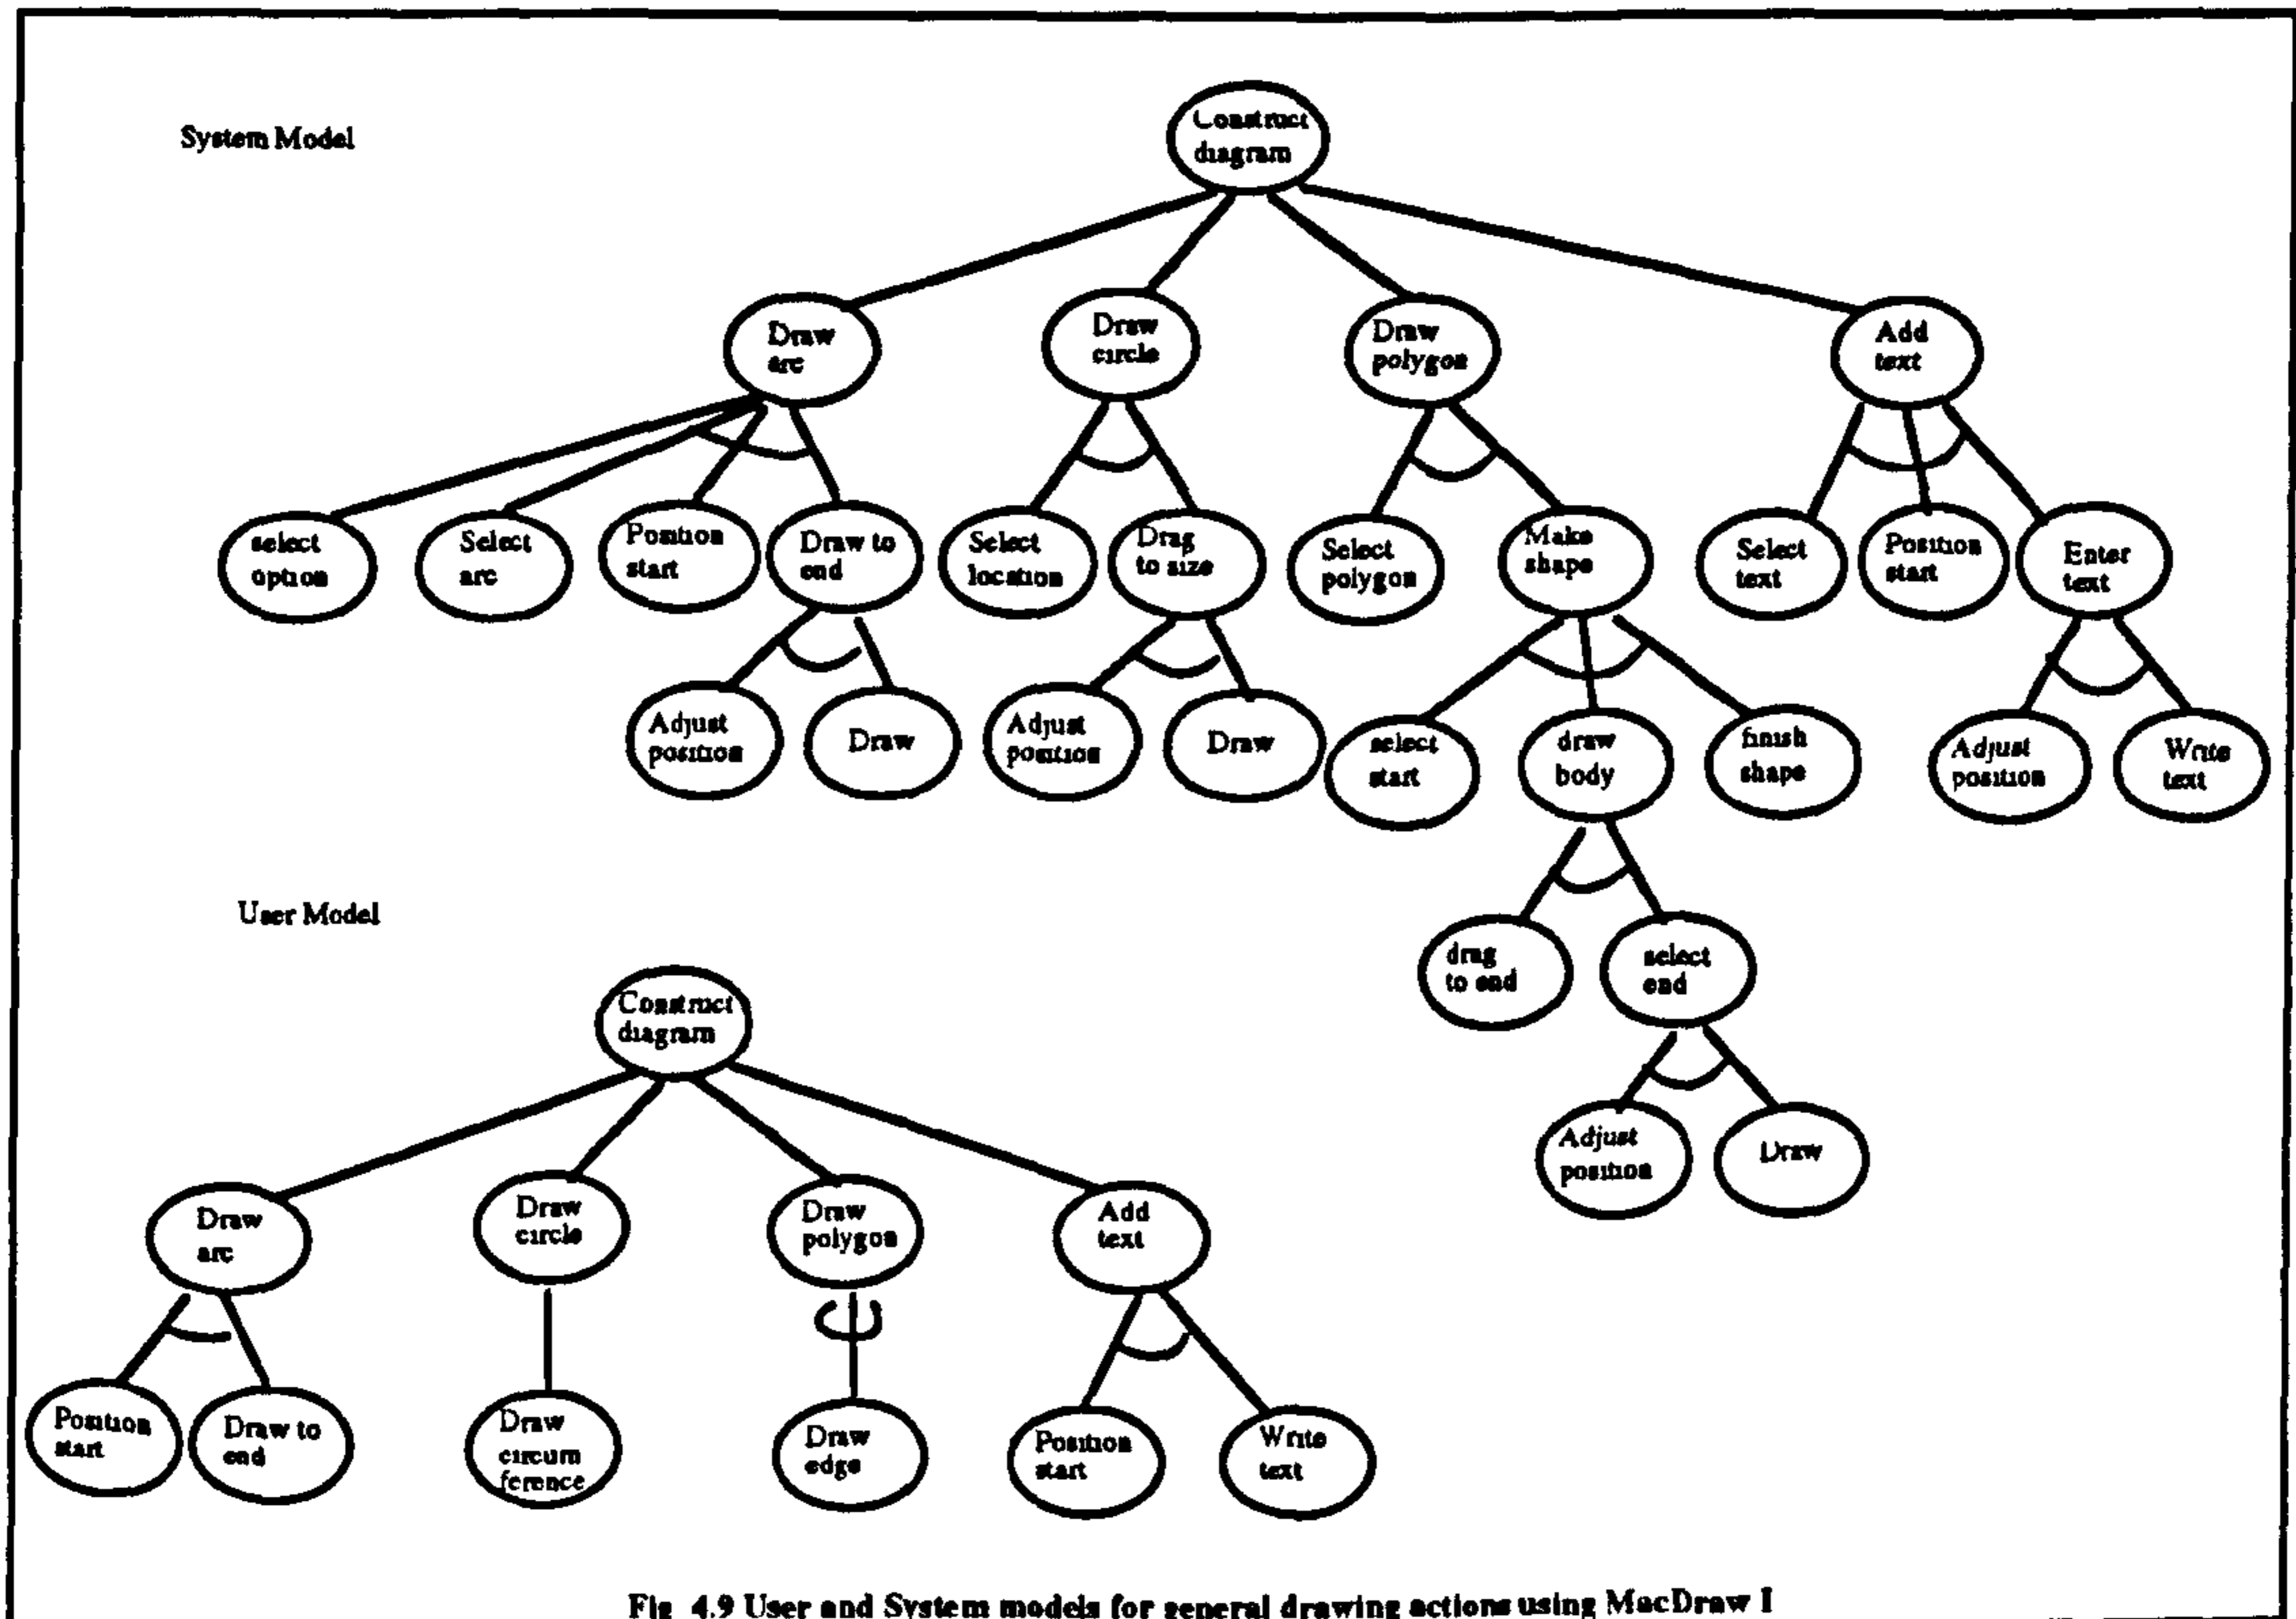 System Model
Construct
diagram
Draw
arc
Draw
circle
Draw
polygon
Add
text
select
option
Select
arc
Position
start
Draw to
end
Select
location
Drag
to size
Select
polygon
Make
shape
Select
text
Position
start
Enter
text
Adjust
position
Draw
Adjust
position
Draw
select
start
draw
body
finish
shape
Adjust
position
Write
text
drag
to end
select
end
Adjust
position
Draw
User Model
Construct
diagram
Draw
arc
Draw
circle
Draw
polygon
Add
text
Position
start
Draw to
end
Draw
circum
ference
Draw
edge
Position
start
Write
text
Fig 4.9 User and System models for general drawing actions using MacDraw I